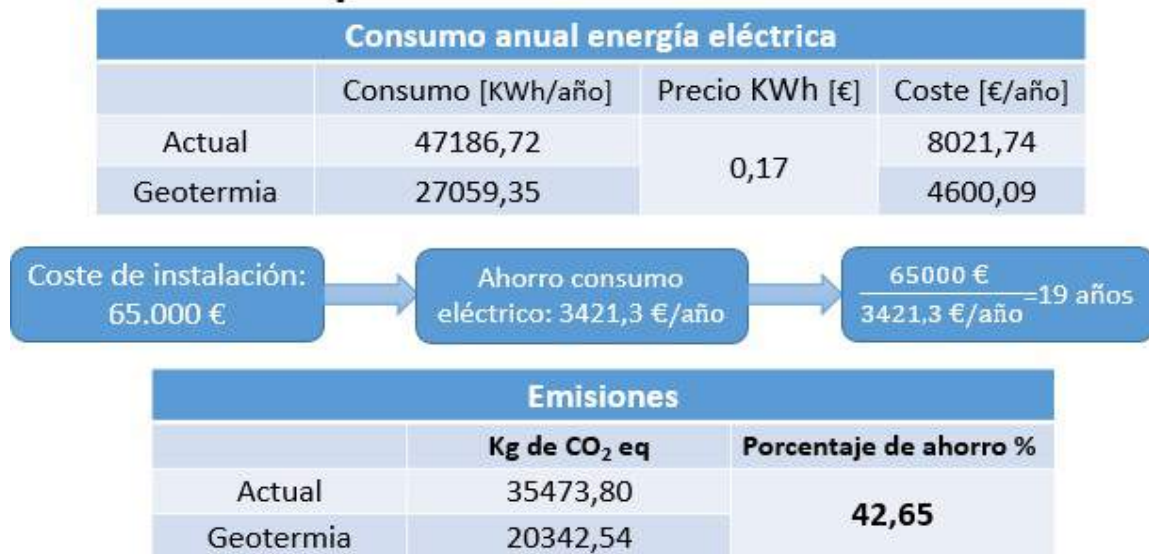 Consumo anual energía eléctrica
Consumo [KWh/año] Precio KWh [€] Coste [€/año]
Actual 47186,72 0,17 8021,74
Geotermia 27059,35 4600,09
Coste de instalación:
65.000 €
Ahorro consumo
eléctrico: 3421,3 €/año
65000 €
3421,3 €/año
=19 años
Emisiones
Kg de CO₂ eq Porcentaje de ahorro %
Actual 35473,80 42,65
Geotermia 20342,54